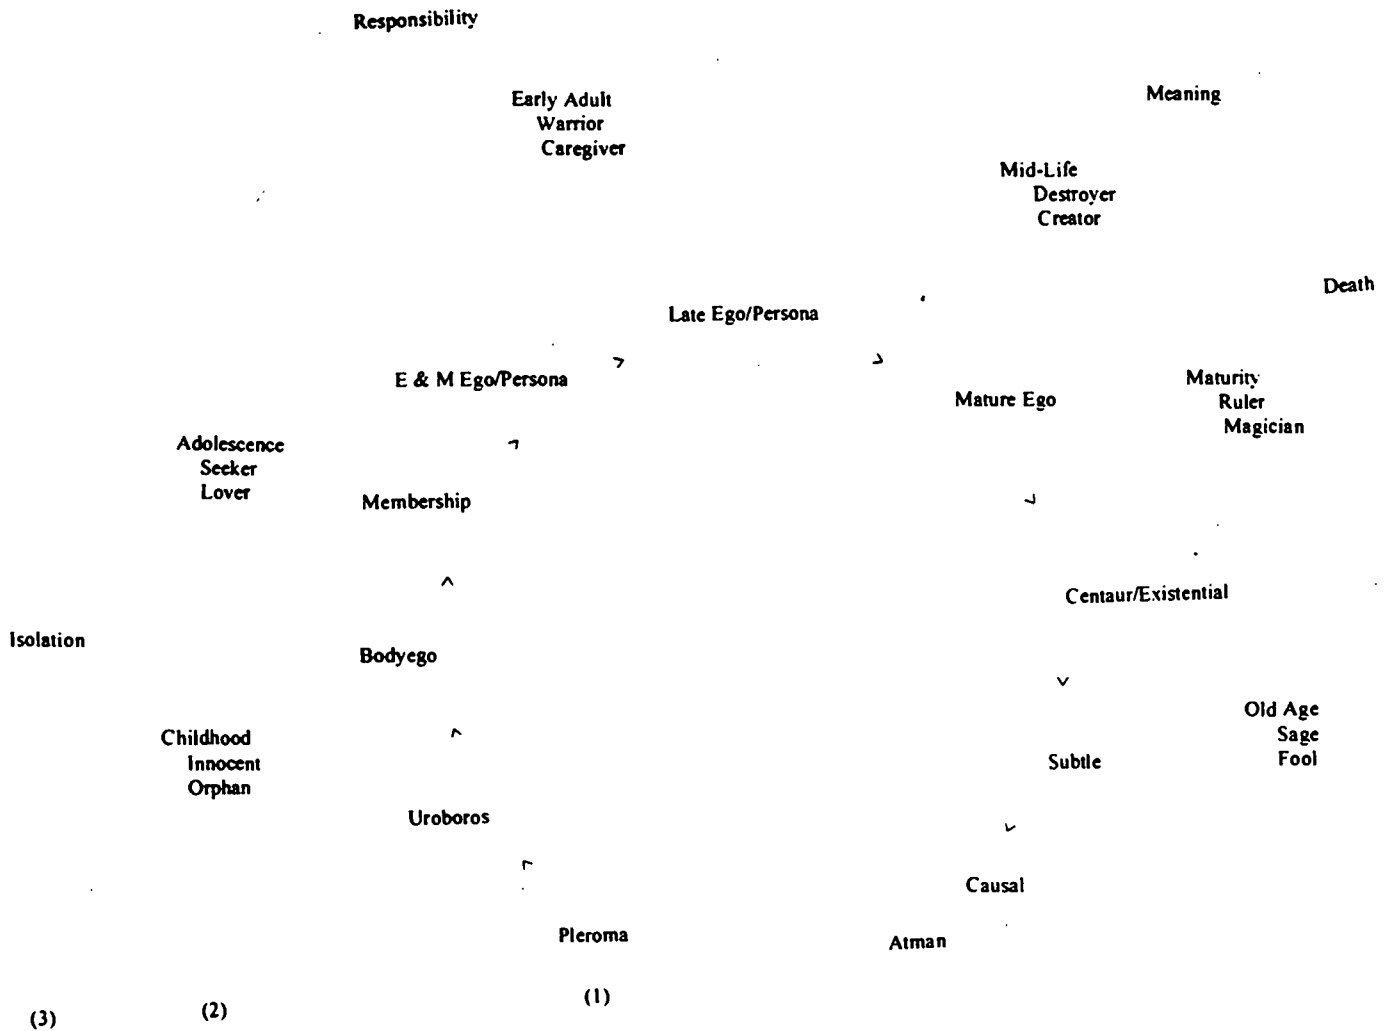 Responsibility
Early Adult
Warrior
Caregiver
Meaning
Mid-Life
Destroyer
Creator
Death
Late Ego/Persona
E & M Ego/Persona
Mature Ego
Maturity
Ruler
Magician
Adolescence
Seeker
Lover
Membership
Centaur/Existential
Isolation
Bodyego
Old Age
Sage
Fool
Childhood
Innocent
Orphan
Subtle
Uroboros
Causal
Pleroma
Atman
(1)
(2)
(3)